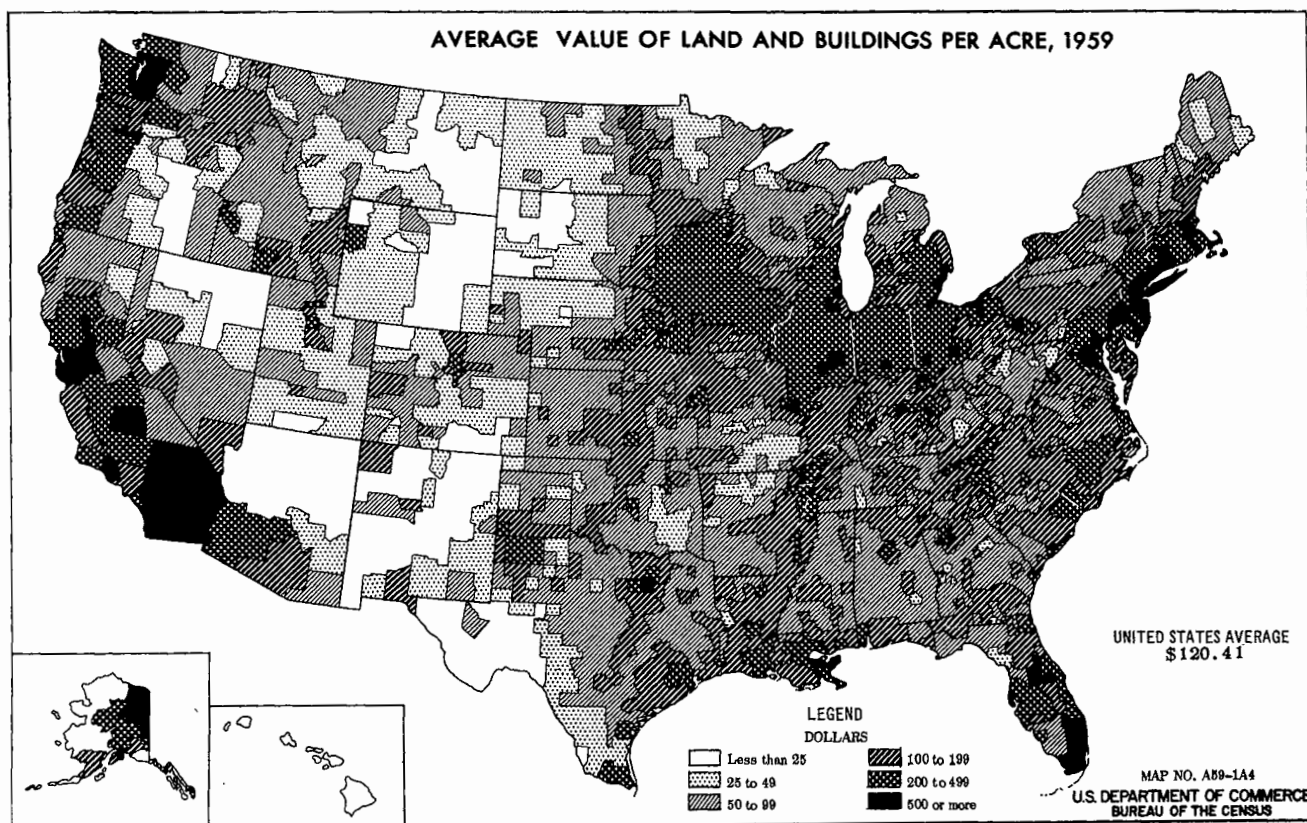 AVERAGE VALUE OF LAND AND BUILDINGS PER ACRE, 1959
UNITED STATES AVERAGE
$120.41
LEGEND
DOLLARS
Less than 25
25 to 49
50 to 99
100 to 199
200 to 499
500 or more
MAP NO. A59-1A4
U.S. DEPARTMENT OF COMMERCE
BUREAU OF THE CENSUS